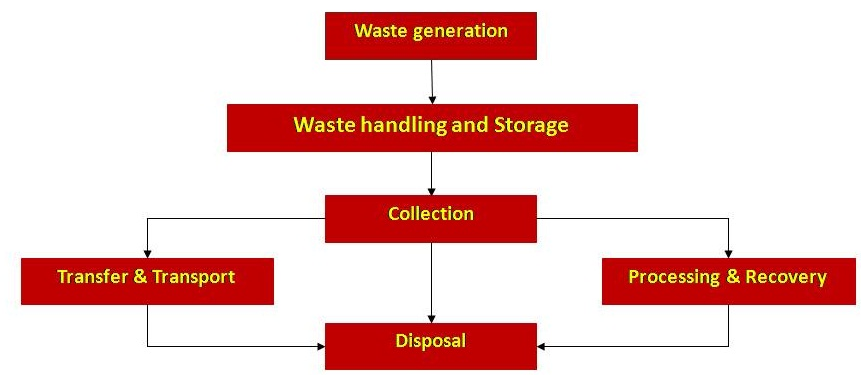 Waste generation
Waste handling and Storage
Collection
Transfer & Transport
Processing & Recovery
Disposal